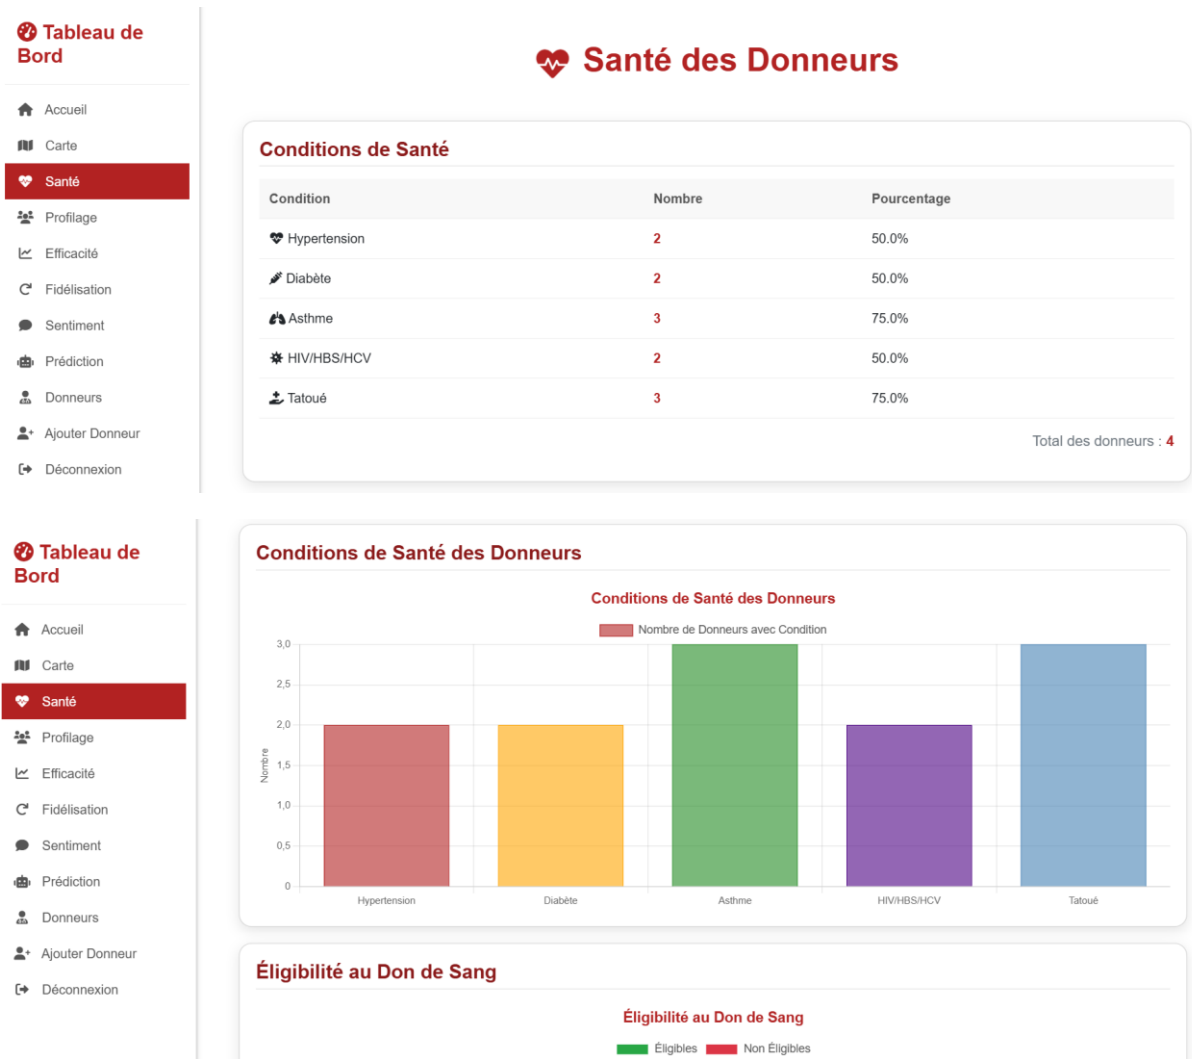 Tableau de
Bord
Accueil
Carte
Santé
Profilage
Efficacité
Fidélisation
Sentiment
Prédiction
Donneurs
Ajouter Donneur
Déconnexion
Santé des Donneurs
Conditions de Santé
Condition Nombre Pourcentage
Hypertension 2 50.0%
Diabète 2 50.0%
Asthme 3 75.0%
HIV/HBS/HCV 2 50.0%
Tatoué 3 75.0%
Total des donneurs : 4
Tableau de
Bord
Accueil
Carte
Santé
Profilage
Efficacité
Fidélisation
Sentiment
Prédiction
Donneurs
Ajouter Donneur
Déconnexion
Conditions de Santé des Donneurs
Conditions de Santé des Donneurs
Nombre de Donneurs avec Condition
Nombre
3,0
2,5
2,0
1,5
1,0
0,5
0
Hypertension Diabète Asthme HIV/HBS/HCV Tatoué
Éligibilité au Don de Sang
Éligibilité au Don de Sang
Éligibles Non Éligibles